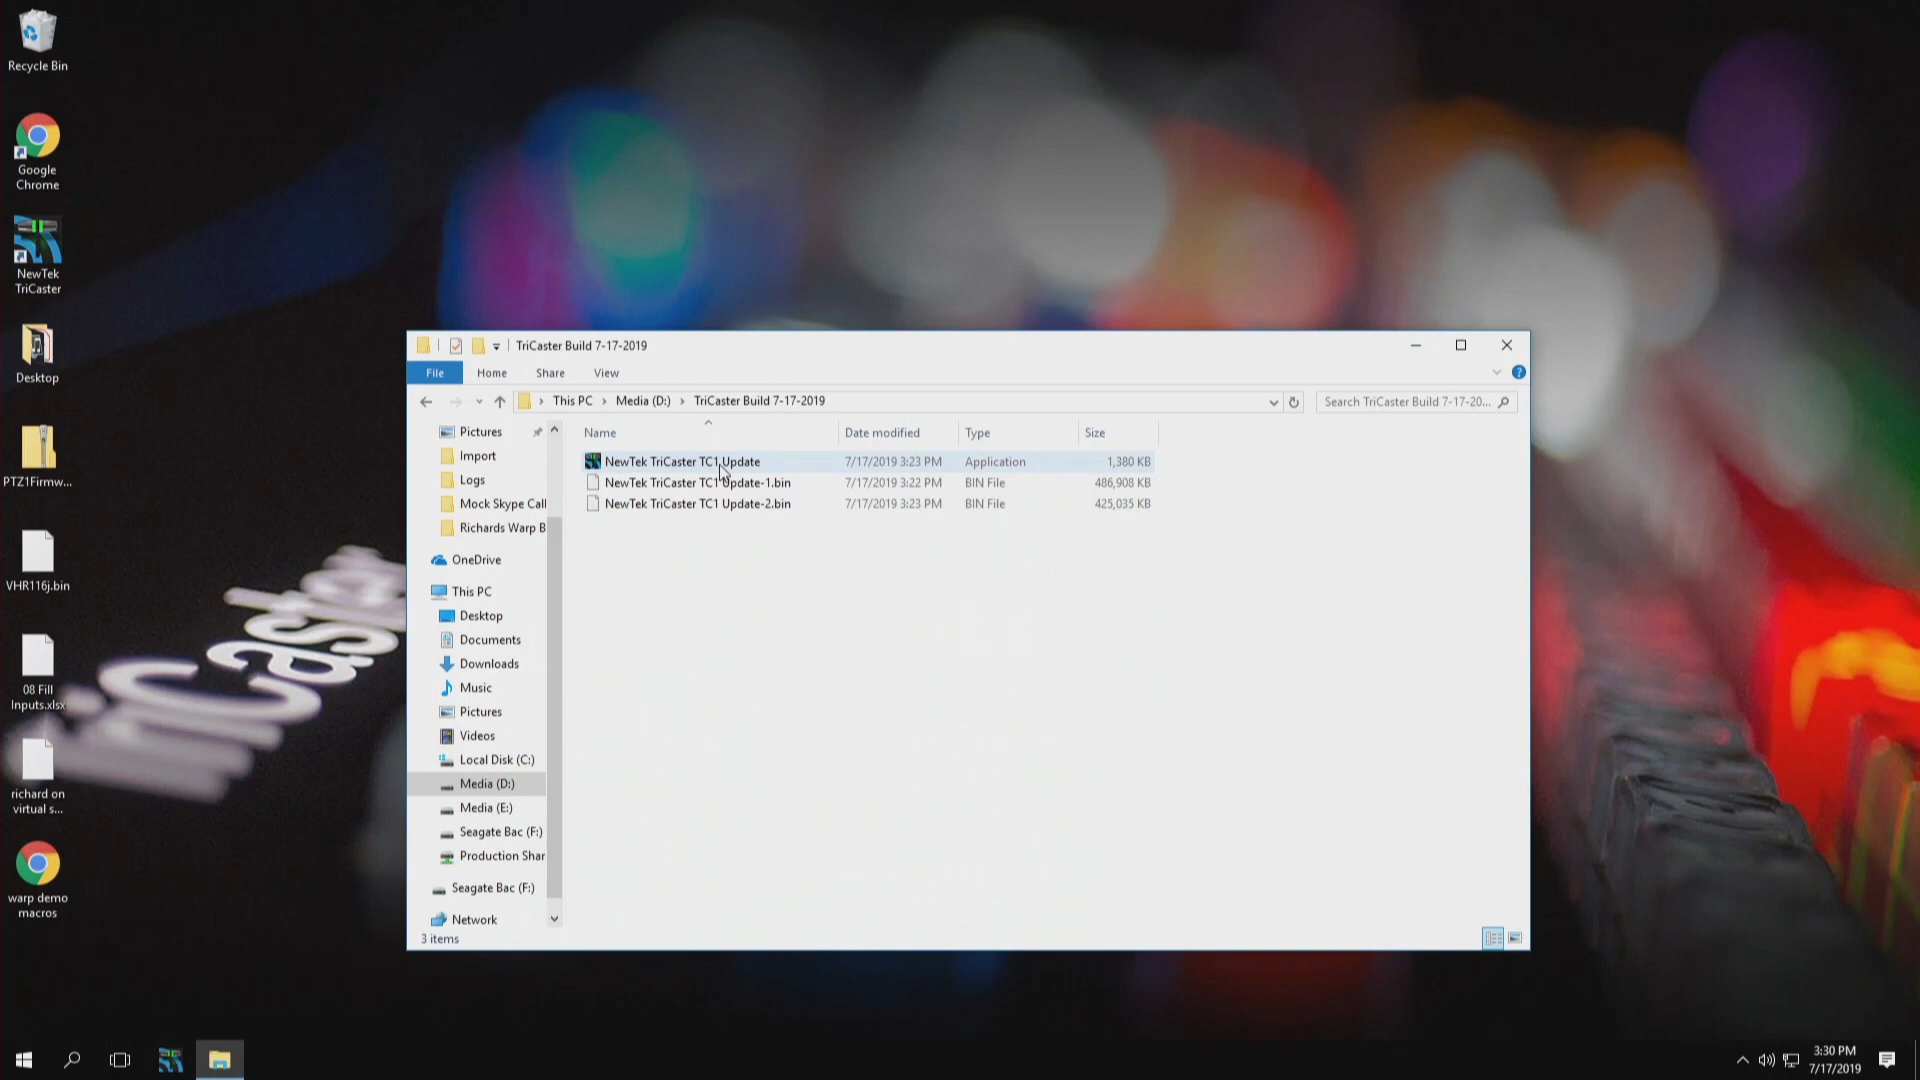 Recycle Bin
Google
Chrome
NewTek
TriCaster
Desktop
PTZ1Firmw...
VHR116j.bin
08 Fill
Inputs.xlsx
richard on
virtual s...
warp demo
macros
TriCaster
TriCaster Build 7-17-2019
File Home Share View
This PC > Media (D:) > TriCaster Build 7-17-2019
Search TriCaster Build 7-17-20...
Name Date modified Type Size
NewTek TriCaster TC1 Update 7/17/2019 3:23 PM Application 1,380 KB
NewTek TriCaster TC1 Update-1.bin 7/17/2019 3:22 PM BIN File 486,908 KB
NewTek TriCaster TC1 Update-2.bin 7/17/2019 3:23 PM BIN File 425,035 KB
Pictures
Import
Logs
Mock Skype Call
Richards Warp B
OneDrive
This PC
Desktop
Documents
Downloads
Music
Pictures
Videos
Local Disk (C:)
Media (D:)
Media (E:)
Seagate Bac (F:)
Production Shar
Seagate Bac (F:)
Network
3 items
3:30 PM
7/17/2019